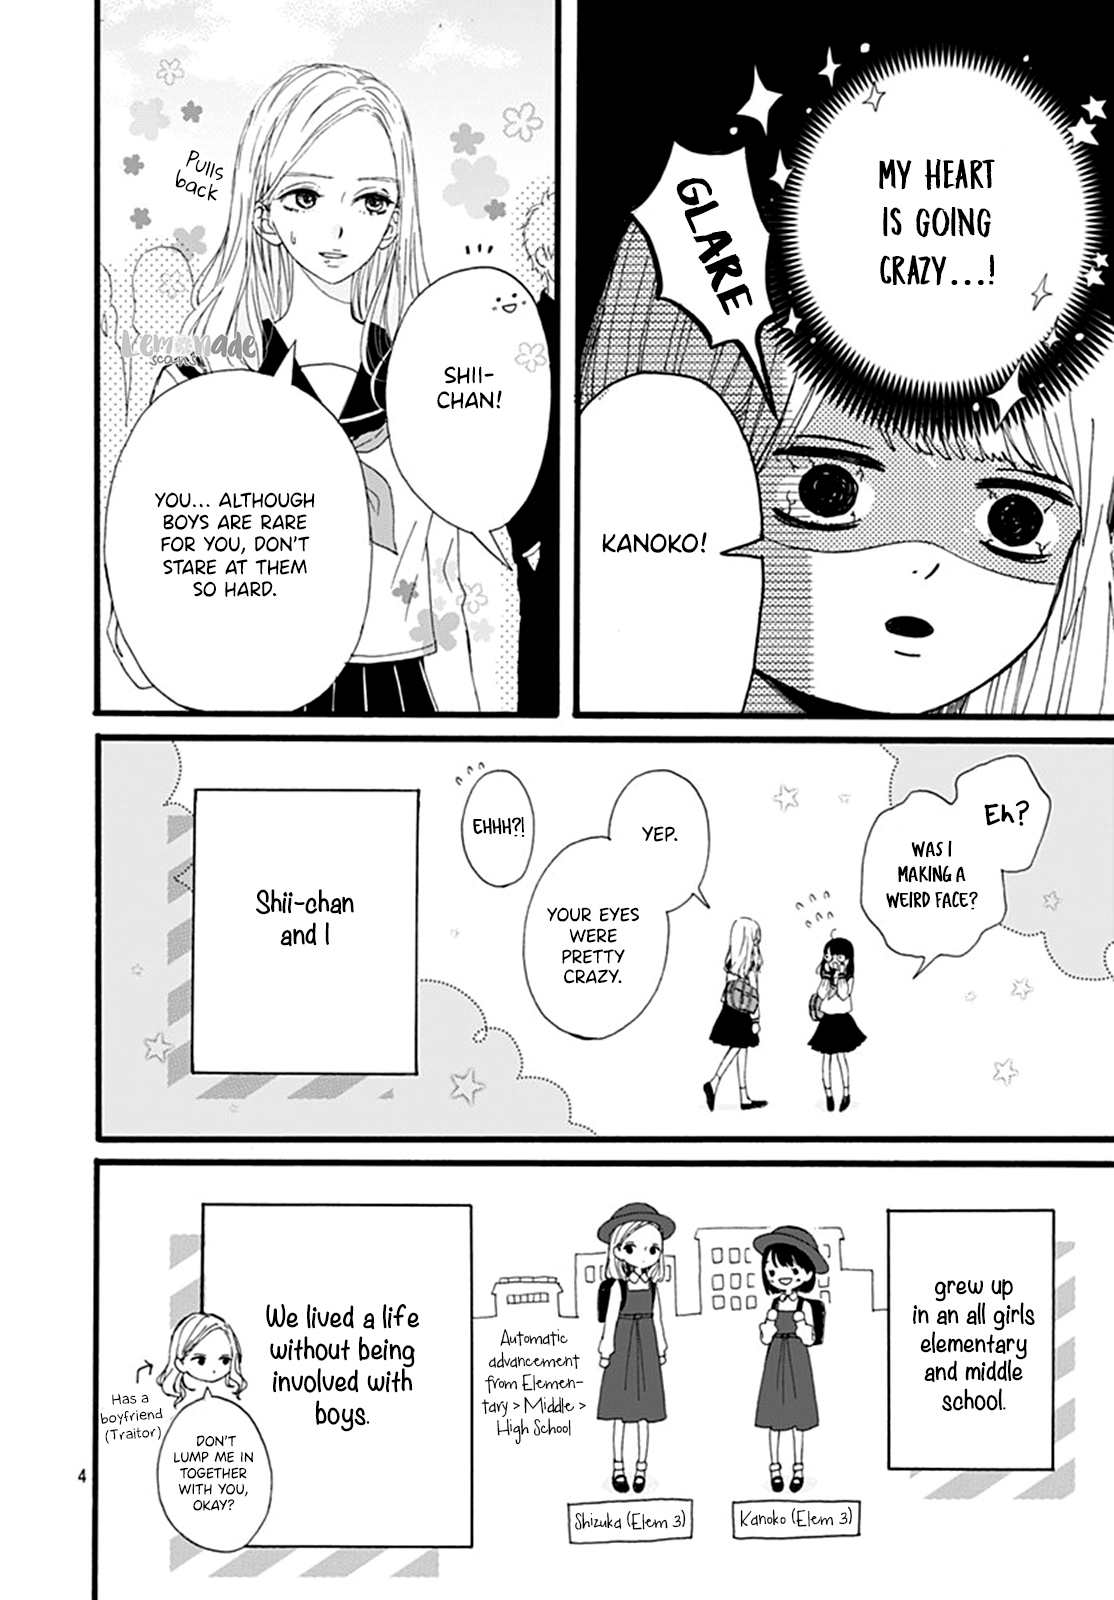 MY HEART
IS GOING
CRAZY...!
GLARE
KANOKO!
SHII-
CHAN!
Pulls
back
YOU... ALTHOUGH
BOYS ARE RARE
FOR YOU, DON'T
STARE AT THEM
SO HARD.
Lemonade
scans
Eh?
WAS I
MAKING A
WEIRD FACE?
YEP.
YOUR EYES
WERE
PRETTY
CRAZY.
EHHH?!
Shii-chan
and I
grew up
in an all girls
elementary
and middle
school.
Kanoko (Elem 3)
Shizuka (Elem 3)
Automatic
advancement
from Elemen-
tary > Middle >
High School
We lived a life
without being
involved with
boys.
Has a
boyfriend
(Traitor)
DON'T
LUMP ME IN
TOGETHER
WITH YOU,
OKAY?
4